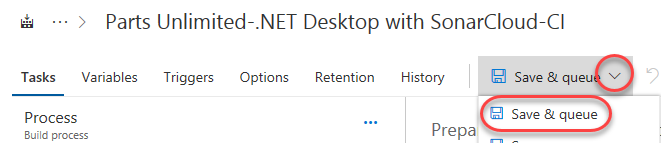 ... > Parts Unlimited-.NET Desktop with SonarCloud-CI
Tasks Variables Triggers Options Retention History Save & queue
Save & queue
Process
Build process
...
Prepa